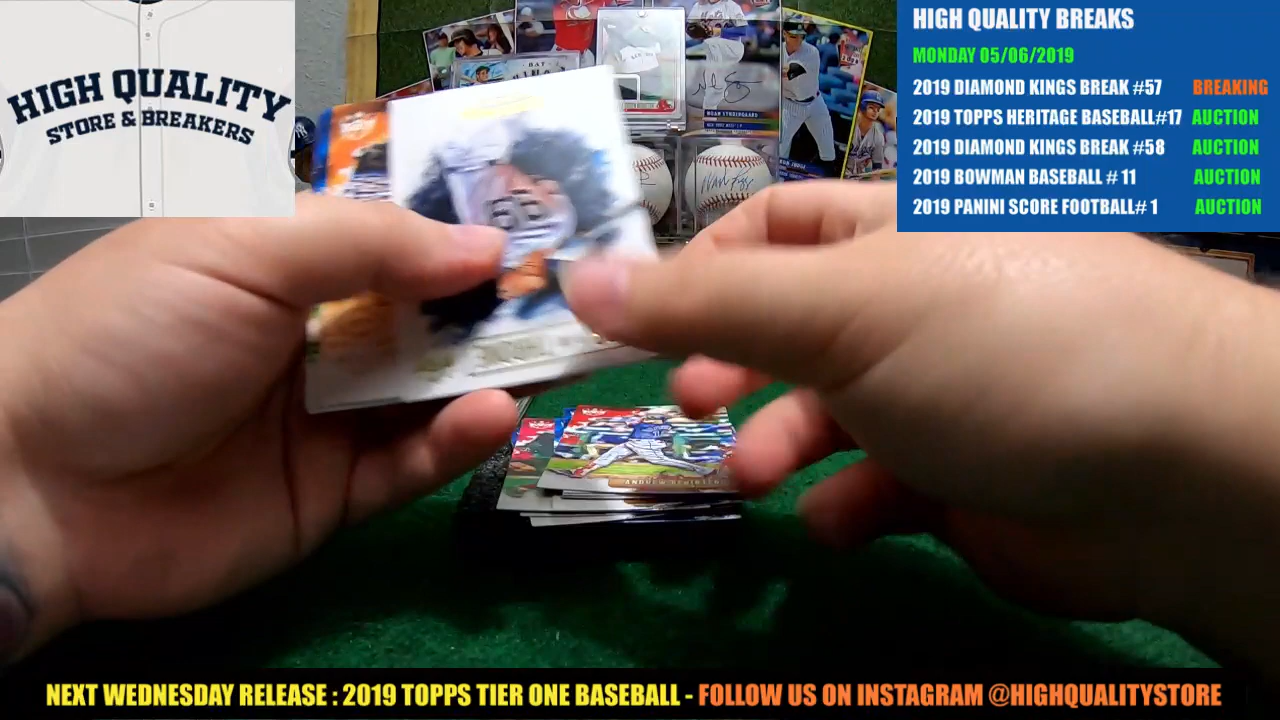 HIGH QUALITY
STORE & BREAKERS
HIGH QUALITY BREAKS
MONDAY 05/06/2019
2019 DIAMOND KINGS BREAK #57 BREAKING
2019 TOPPS HERITAGE BASEBALL#17 AUCTION
2019 DIAMOND KINGS BREAK #58 AUCTION
2019 BOWMAN BASEBALL # 11 AUCTION
2019 PANINI SCORE FOOTBALL# 1 AUCTION
66
NEXT WEDNESDAY RELEASE : 2019 TOPPS TIER ONE BASEBALL - FOLLOW US ON INSTAGRAM @HIGHQUALITYSTORE